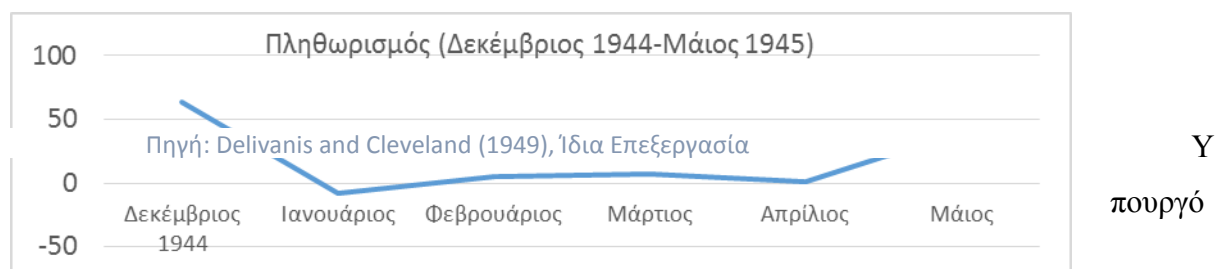 Πληθωρισμός (Δεκέμβριος 1944-Μάιος 1945)
100
50
Πηγή: Delivanis and Cleveland (1949), Ίδια Επεξεργασία
0
Δεκέμβριος 1944
Ιανουάριος
Φεβρουάριος
Μάρτιος
Απρίλιος
Μάιος
-50
Υ
πουργό